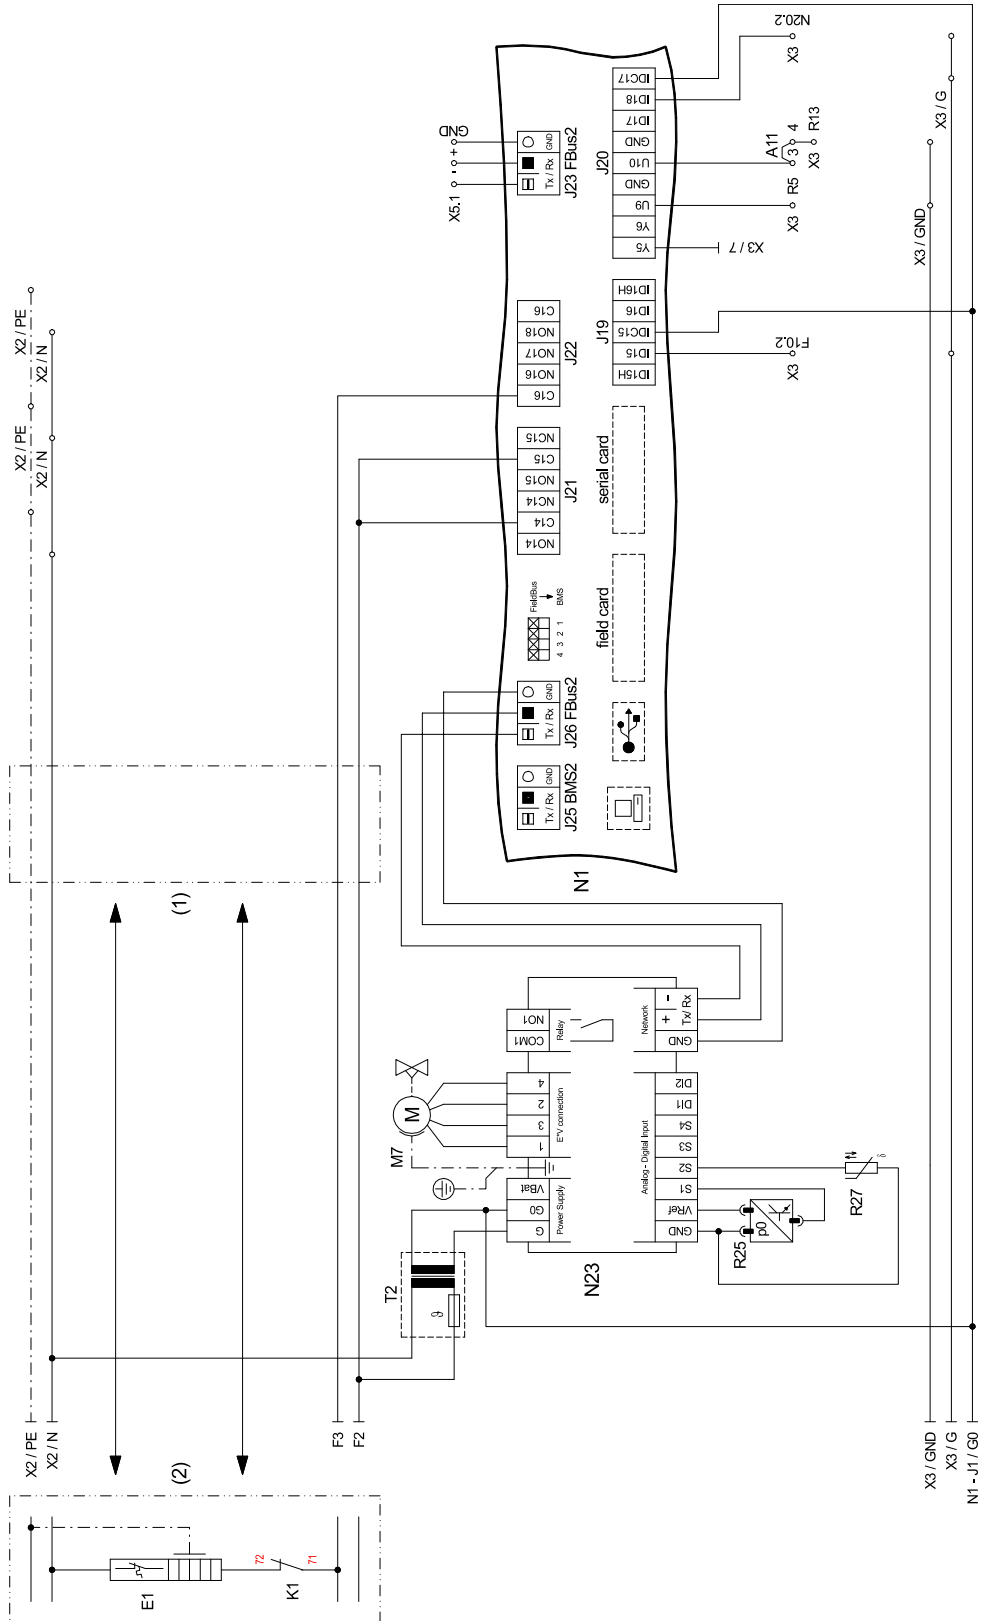 N20.2
X3
X3 / G
X3 / GND
GND
+
-
X5.1
GND
Tx / Rx
J23 FBus2
IDC17
ID18
ID17
GND
U10
GND
U9
Y6
Y5
J20
A11
4
3
R13
X3
R5
X3
X3 / 7
X2 / PE
X2 / N
X2 / PE
X2 / N
C16
NO18
NO17
NO16
C16
J22
ID16H
ID16
IDC15
ID15
ID15H
J19
F10.2
X3
NC15
C15
NO15
NC14
C14
NO14
J21
serial card
FieldBus
BMS
4 3 2 1
field card
GND
Tx / Rx
J26 FBus2
GND
Tx / Rx
J25 BMS2
N1
(1)
NO1
COM1
Relay
Network
-
+
Tx/ Rx
GND
M
M7
4
2
3
1
E*V connection
VBat
G0
G
Power Supply
Analog - Digital Input
DI2
DI1
S4
S3
S2
S1
VRef
GND
N23
T2
ϑ
R25
p0
R27
ϑ
X2 / PE
X2 / N
F3
F2
X3 / GND
X3 / G
N1 - J1 / G0
(2)
E1
K1
72
71